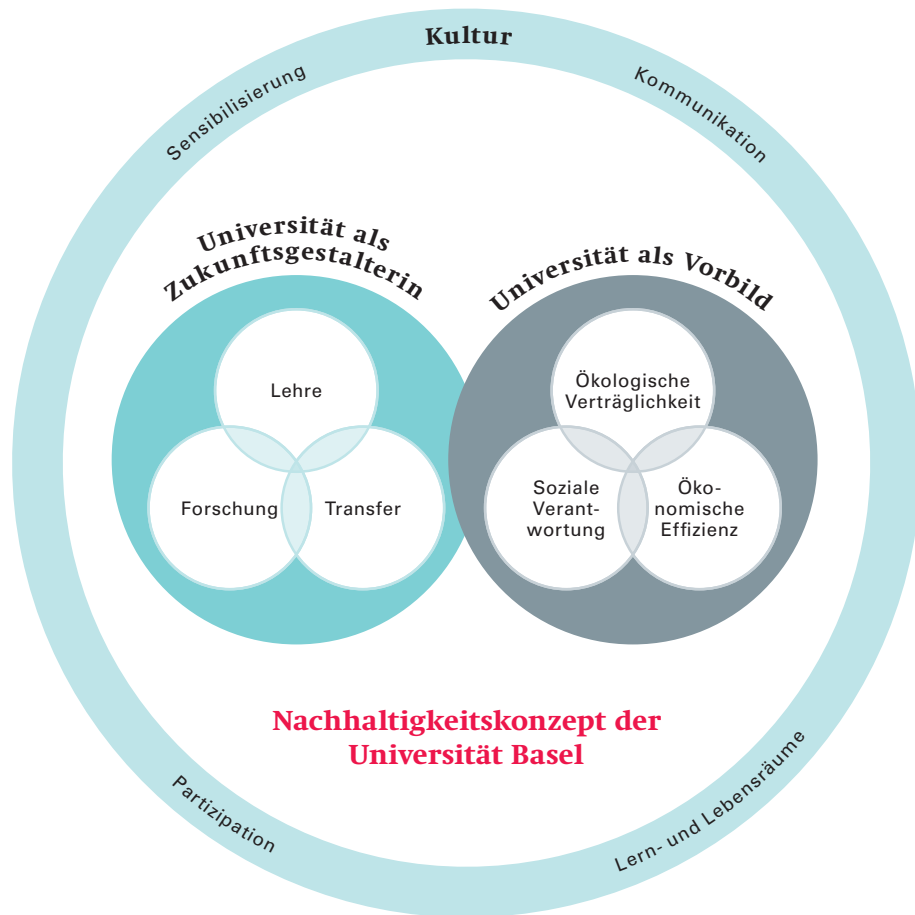 Kultur
Sensibilisierung
Kommunikation
Universität als
Zukunftsgestalterin
Universität als Vorbild
Lehre
Forschung
Transfer
Ökologische
Verträglichkeit
Soziale
Verant-
wortung
Öko-
nomische
Effizienz
Nachhaltigkeitskonzept der
Universität Basel
Partizipation
Lern- und Lebensräume